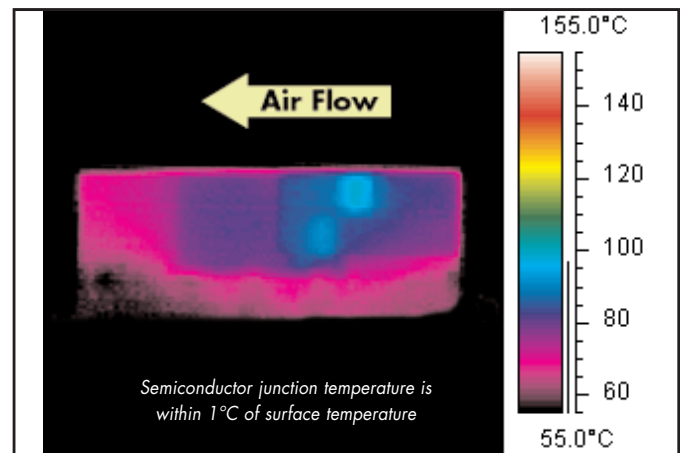 155.0°C
Air Flow
140
120
100
80
60
Semiconductor junction temperature is
within 1°C of surface temperature
55.0°C